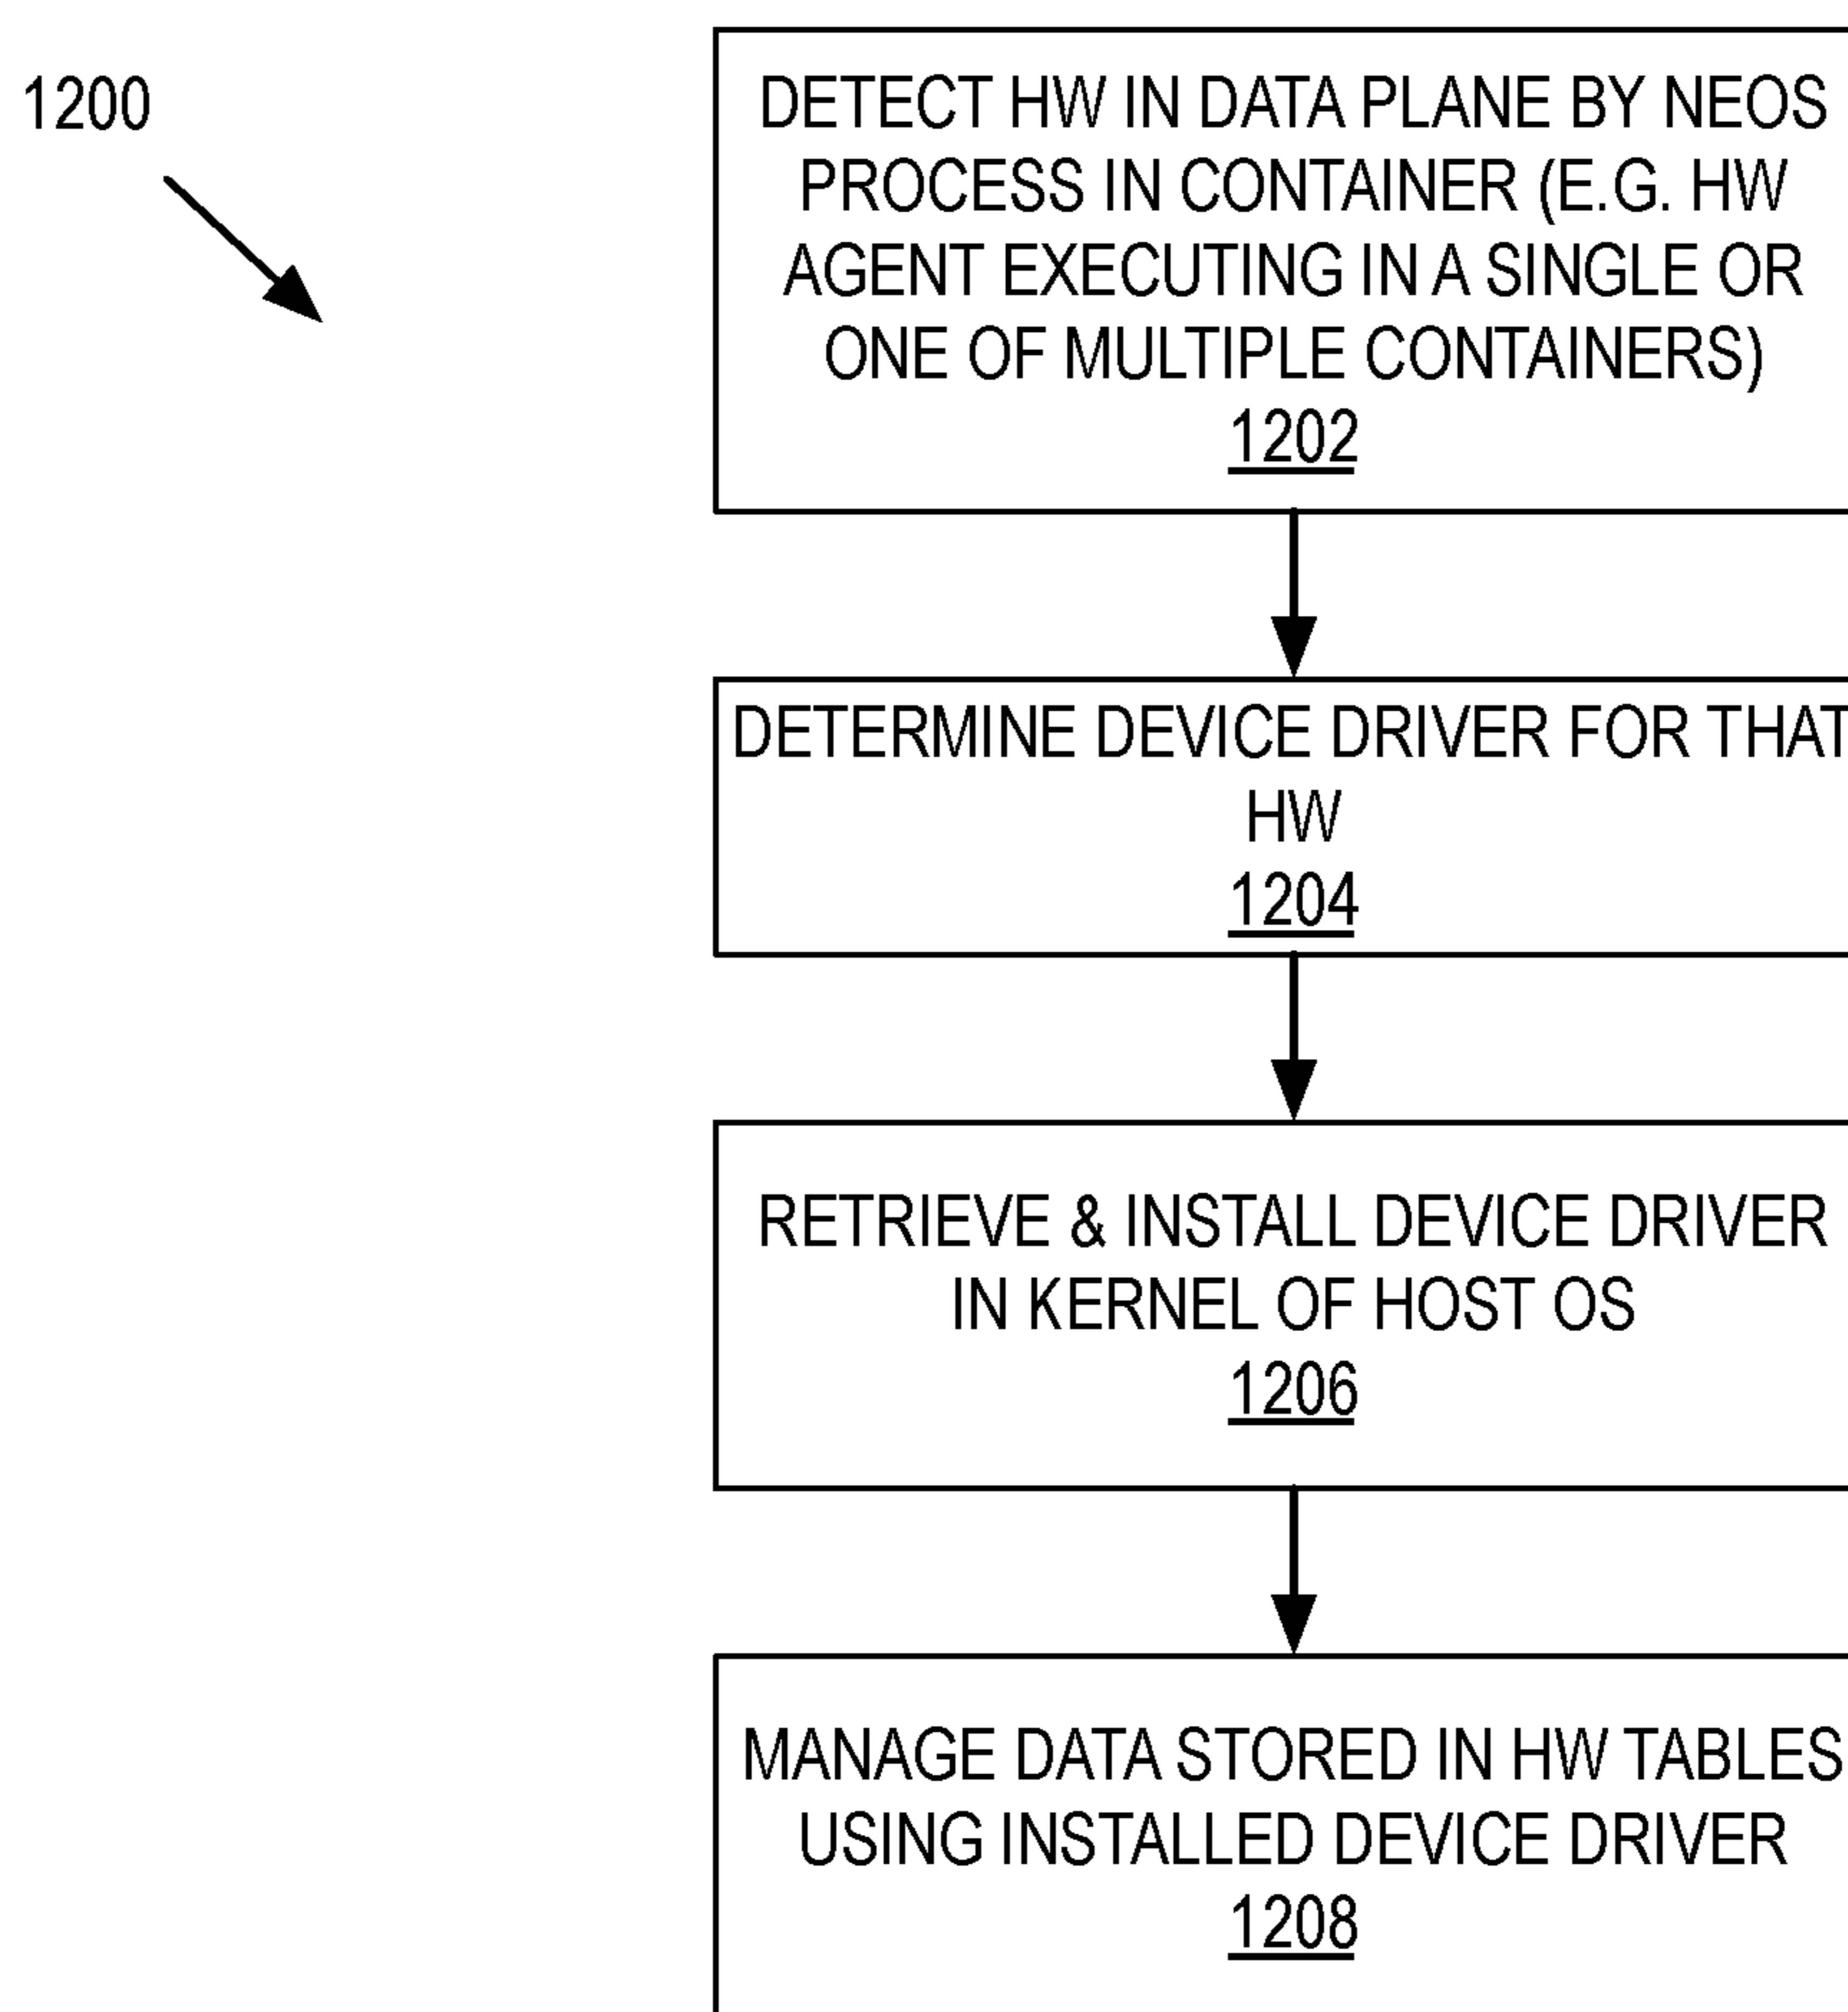 1200
DETECT HW IN DATA PLANE BY NEOS
PROCESS IN CONTAINER (E.G. HW
AGENT EXECUTING IN A SINGLE OR
ONE OF MULTIPLE CONTAINERS)
1202
DETERMINE DEVICE DRIVER FOR THAT
HW
1204
RETRIEVE & INSTALL DEVICE DRIVER
IN KERNEL OF HOST OS
1206
MANAGE DATA STORED IN HW TABLES
USING INSTALLED DEVICE DRIVER
1208